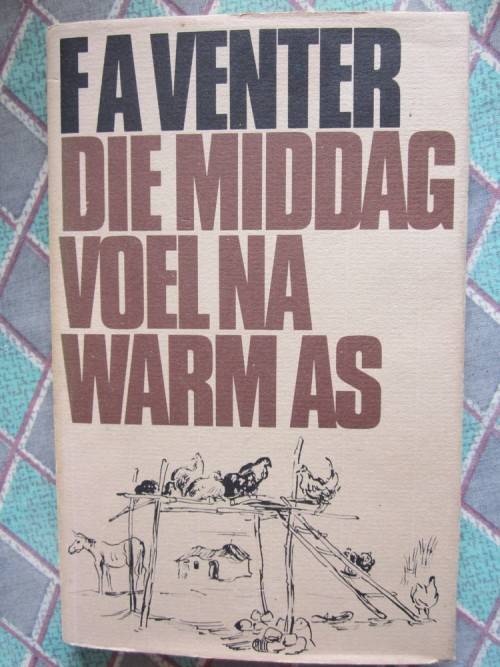 F A VENTER
DIE MIDDAG
VOEL NA
WARM AS